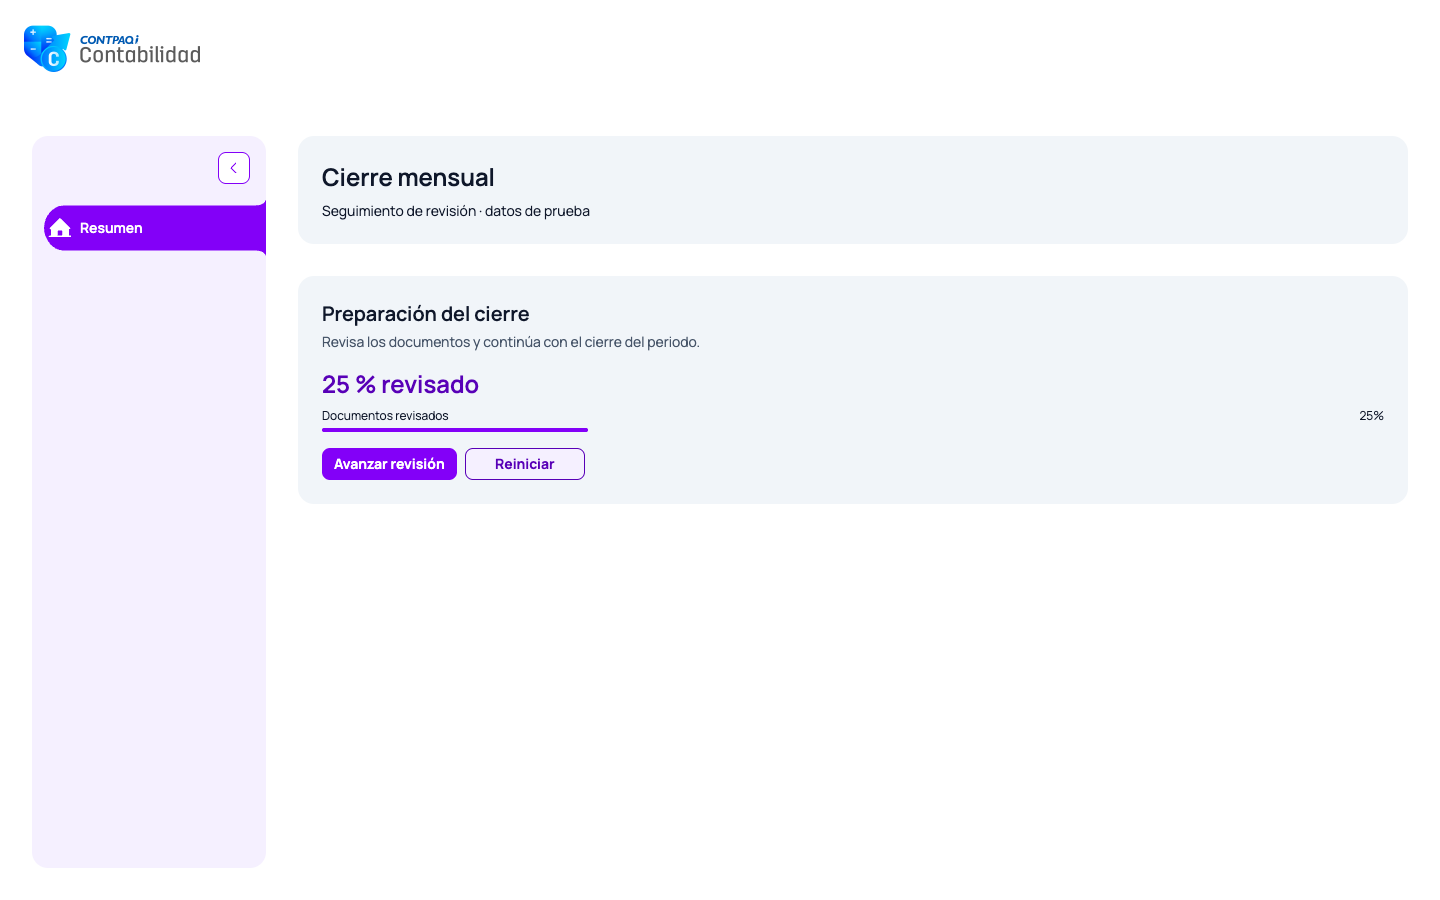 CONTPAQi
Contabilidad
Resumen
Cierre mensual
Seguimiento de revisión · datos de prueba
Preparación del cierre
Revisa los documentos y continúa con el cierre del periodo.
25 % revisado
Documentos revisados 25%
Avanzar revisión Reiniciar